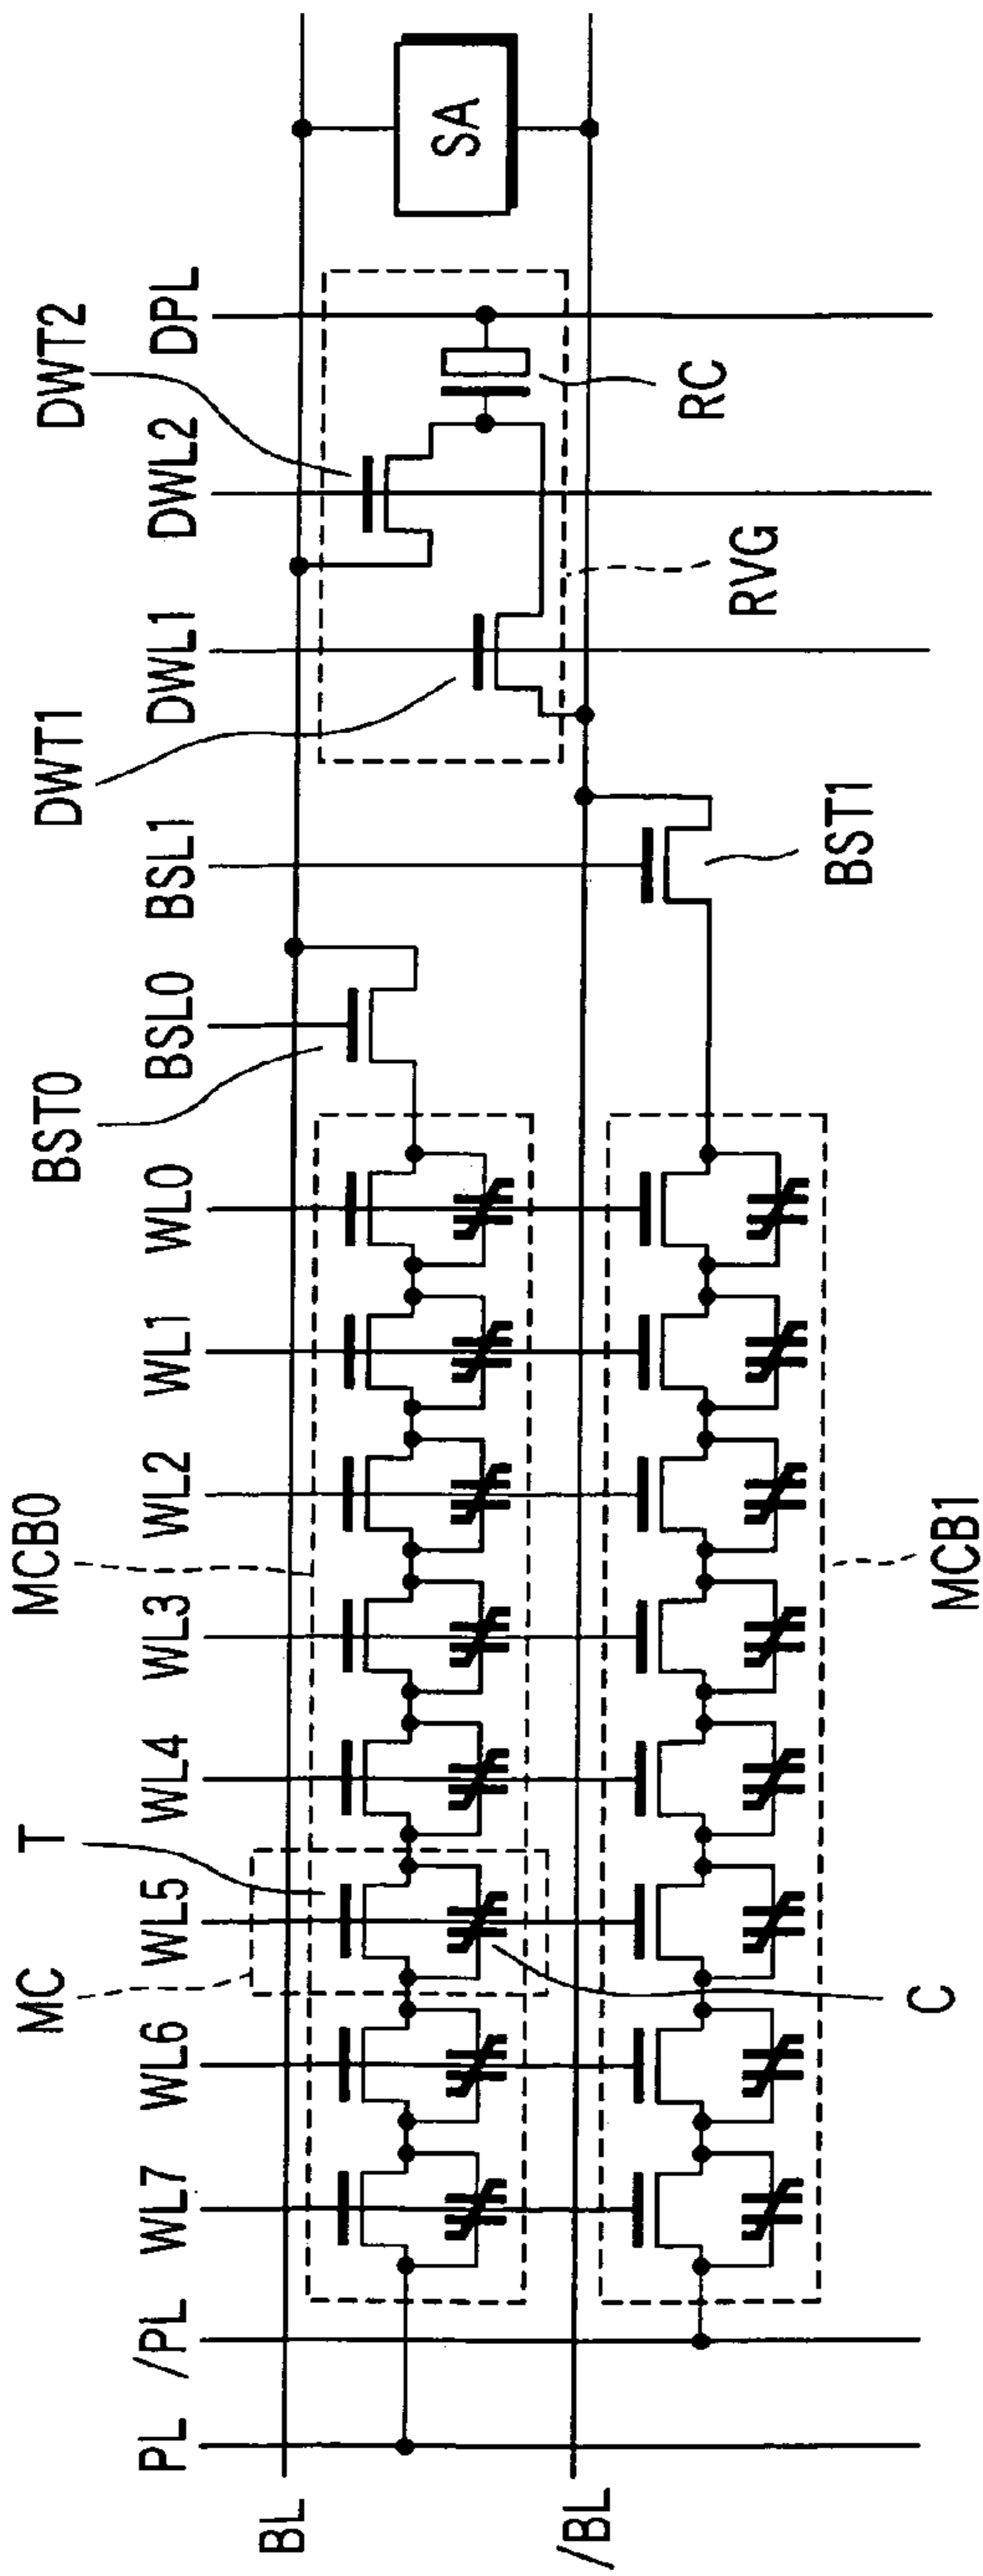 MC T MCB0 BST0 DWT1 DWT2
PL /PL WL7 WL6 WL5 WL4 WL3 WL2 WL1 WL0 BSL0 BSL1 DWL1 DWL2 DPL
BL
SA
/BL
RVG RC
BST1
C MCB1